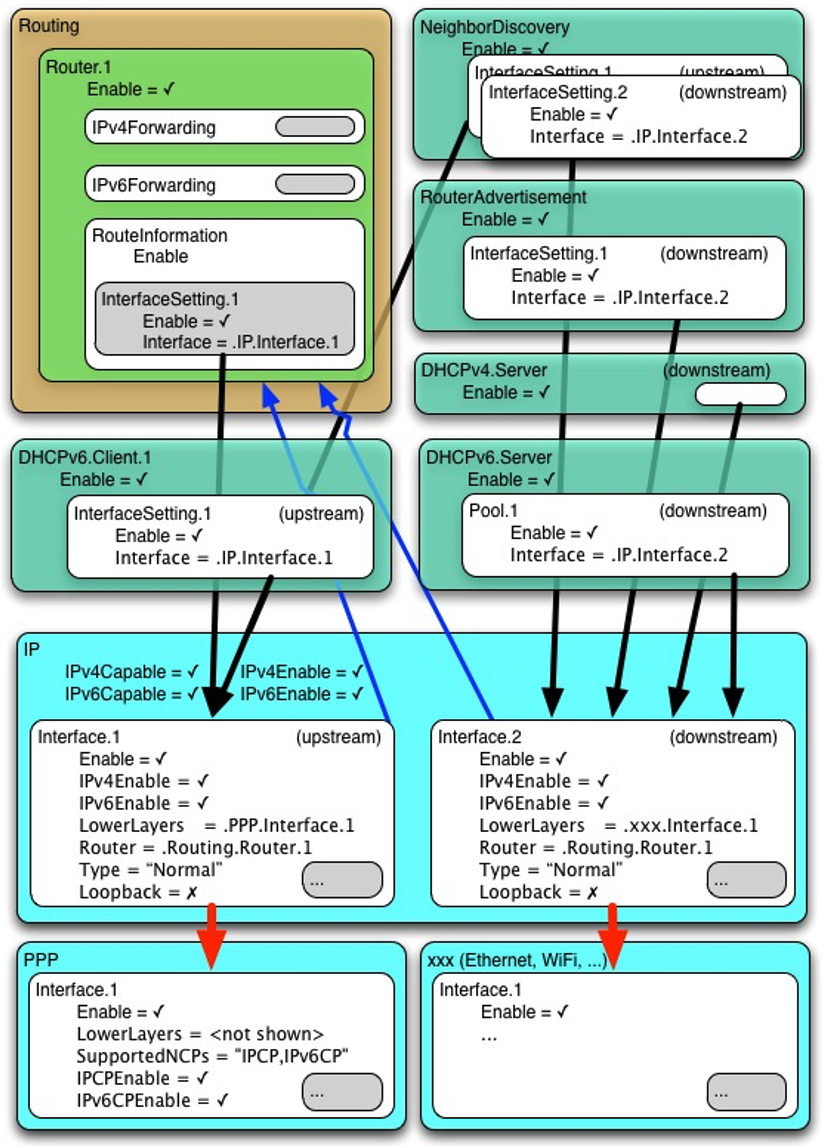 Routing
Router.1
Enable = ✓
IPv4Forwarding
IPv6Forwarding
RouteInformation
Enable
InterfaceSetting.1
Enable = ✓
Interface = .IP.Interface.1
NeighborDiscovery
Enable = ✓
InterfaceSetting.1 (upstream)
InterfaceSetting.2 (downstream)
Enable = ✓
Interface = .IP.Interface.2
RouterAdvertisement
Enable = ✓
InterfaceSetting.1 (downstream)
Enable = ✓
Interface = .IP.Interface.2
DHCPv4.Server (downstream)
Enable = ✓
DHCPv6.Client.1
Enable = ✓
InterfaceSetting.1 (upstream)
Enable = ✓
Interface = .IP.Interface.1
DHCPv6.Server
Enable = ✓
Pool.1 (downstream)
Enable = ✓
Interface = .IP.Interface.2
IP
IPv4Capable = ✓ IPv4Enable = ✓
IPv6Capable = ✓ IPv6Enable = ✓
Interface.1 (upstream)
Enable = ✓
IPv4Enable = ✓
IPv6Enable = ✓
LowerLayers = .PPP.Interface.1
Router = .Routing.Router.1
Type = “Normal”
Loopback = ✗
...
Interface.2 (downstream)
Enable = ✓
IPv4Enable = ✓
IPv6Enable = ✓
LowerLayers = .xxx.Interface.1
Router = .Routing.Router.1
Type = “Normal”
Loopback = ✗
...
PPP
Interface.1
Enable = ✓
LowerLayers = <not shown>
SupportedNCPs = "IPCP,IPv6CP"
IPCPEnable = ✓
IPv6CPEnable = ✓
...
xxx (Ethernet, WiFi, ...)
Interface.1
Enable = ✓
...
...